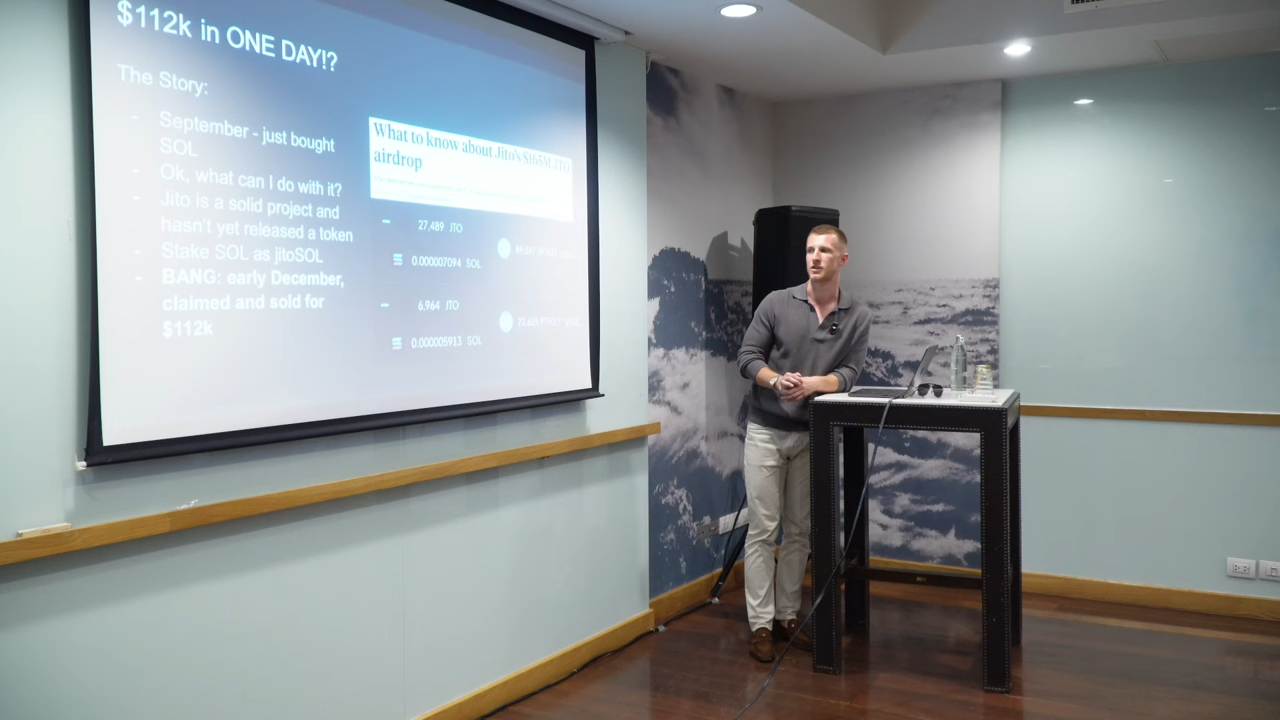 $112k in ONE DAY!?
The Story:
- September - just bought
SOL
- Ok, what can I do with it?
- Jito is a solid project and
hasn't yet released a token
Stake SOL as jitoSOL
- BANG: early December,
claimed and sold for
$112k
What to know about Jito's $165M JTO
airdrop
- 27,489 JTO
0.000007094 SOL
- 6,964 JTO
0.000005913 SOL